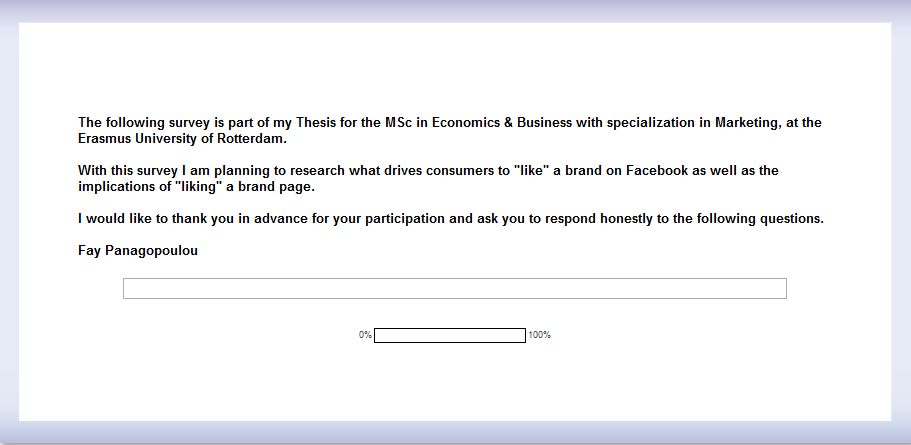 The following survey is part of my Thesis for the MSc in Economics & Business with specialization in Marketing, at the
Erasmus University of Rotterdam.
With this survey I am planning to research what drives consumers to "like" a brand on Facebook as well as the
implications of "liking" a brand page.
I would like to thank you in advance for your participation and ask you to respond honestly to the following questions.
Fay Panagopoulou
0% 100%